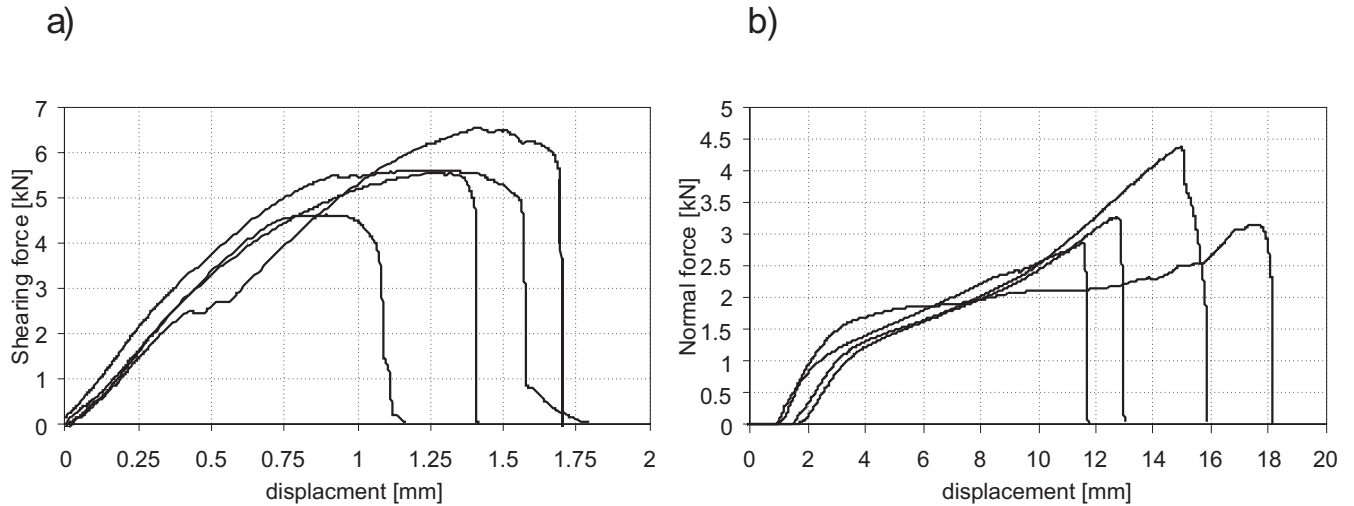 a)
Shearing force [kN]
7
6
5
4
3
2
1
0
0 0.25 0.5 0.75 1 1.25 1.5 1.75 2
displacment [mm]
b)
Normal force [kN]
5
4.5
4
3.5
3
2.5
2
1.5
1
0.5
0
0 2 4 6 8 10 12 14 16 18 20
displacement [mm]